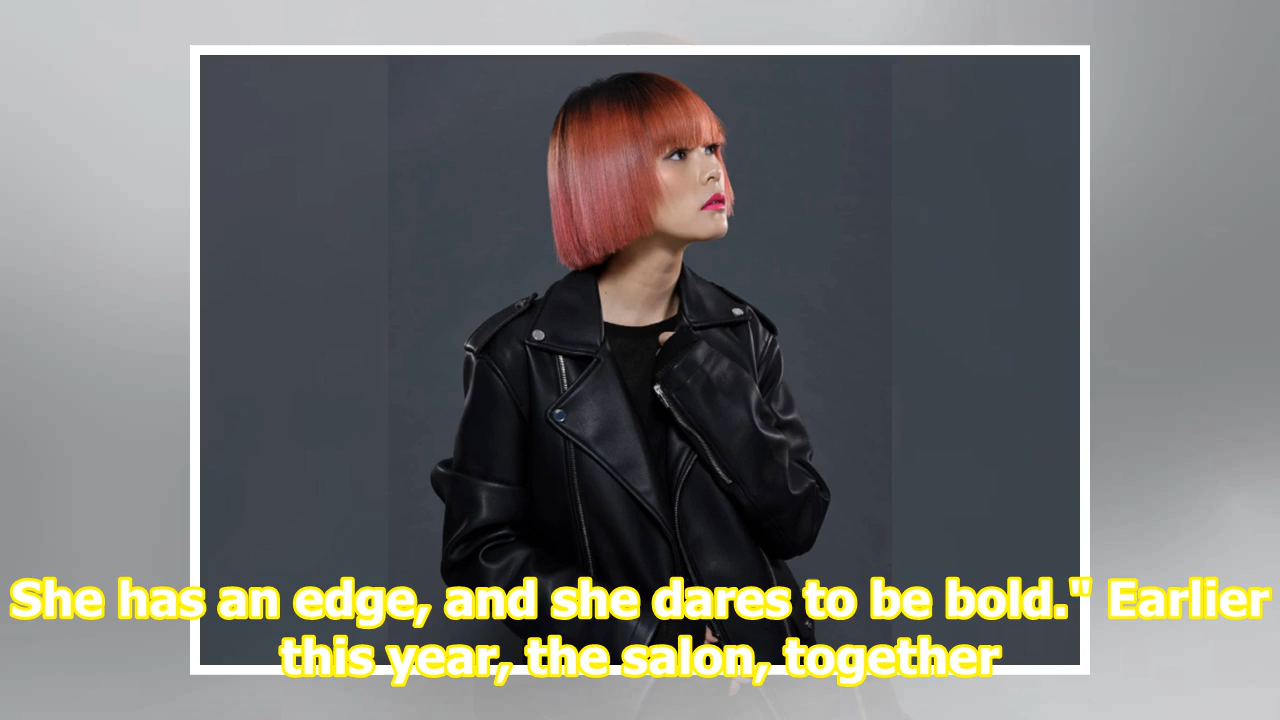 She has an edge, and she dares to be bold." Earlier
this year, the salon, together